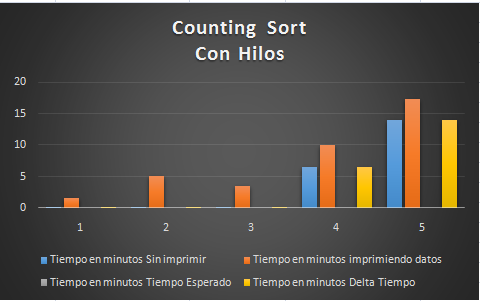 Counting Sort
Con Hilos
20
15
10
5
0
1 2 3 4 5
Tiempo en minutos Sin imprimir Tiempo en minutos imprimiendo datos
Tiempo en minutos Tiempo Esperado Tiempo en minutos Delta Tiempo